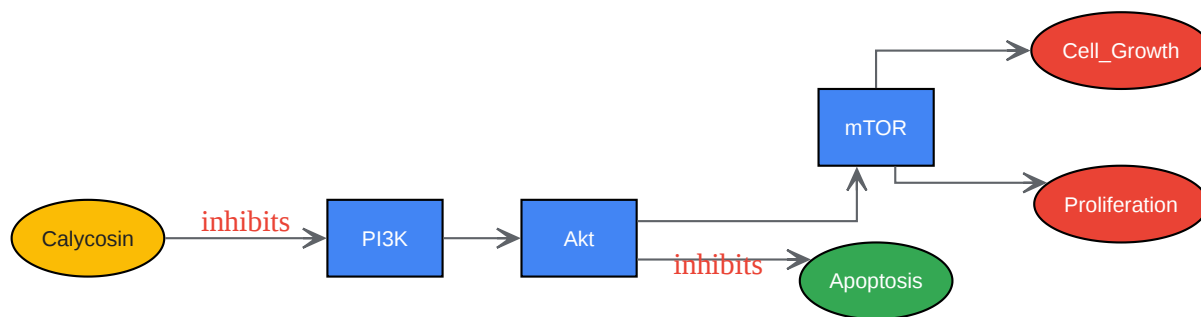 Cell_Growth
mTOR
Proliferation
inhibits
Calycosin
PI3K
Akt
inhibits
Apoptosis